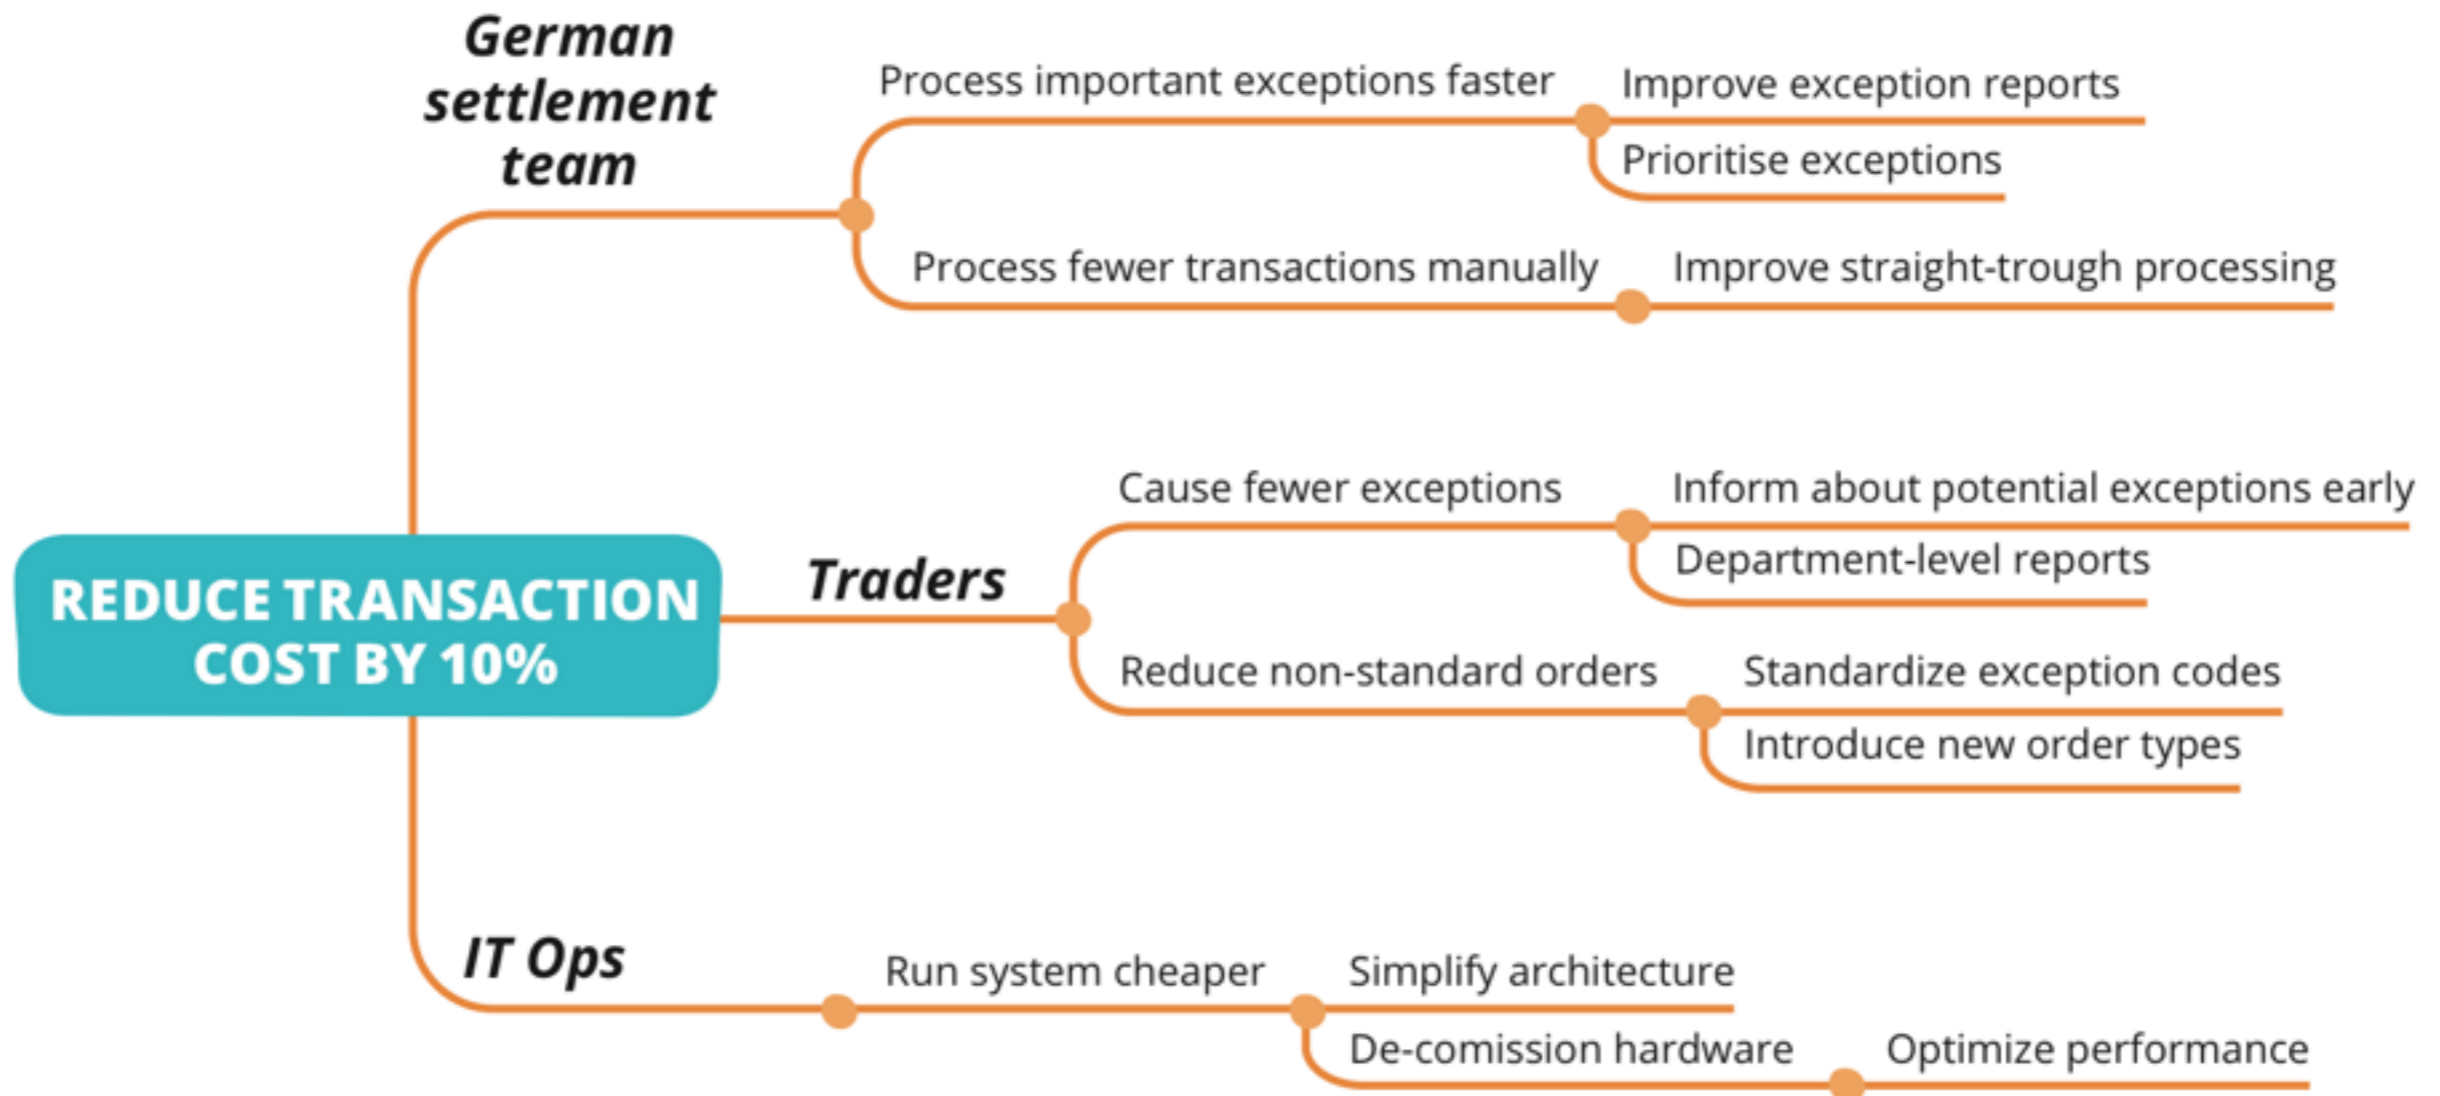 German
settlement
team
Process important exceptions faster
Improve exception reports
Prioritise exceptions
Process fewer transactions manually
Improve straight-trough processing
REDUCE TRANSACTION
COST BY 10%
Traders
Cause fewer exceptions
Inform about potential exceptions early
Department-level reports
Reduce non-standard orders
Standardize exception codes
Introduce new order types
IT Ops
Run system cheaper
Simplify architecture
De-comission hardware
Optimize performance